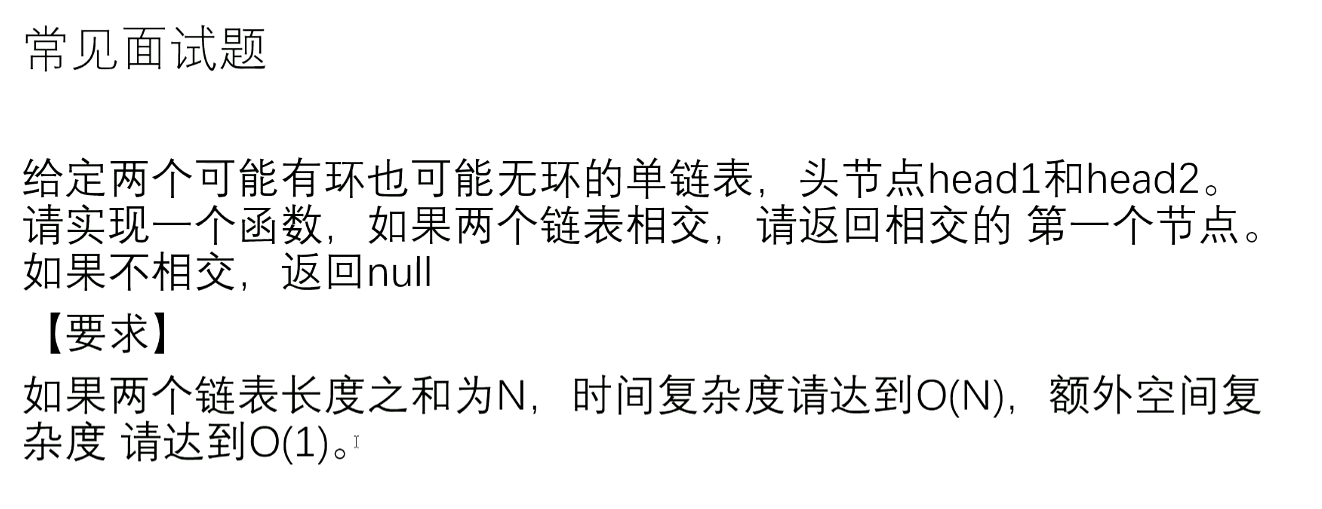 常见面试题
给定两个可能有环也可能无环的单链表，头节点head1和head2。
请实现一个函数，如果两个链表相交，请返回相交的 第一个节点。
如果不相交，返回null
【要求】
如果两个链表长度之和为N，时间复杂度请达到O(N)，额外空间复
杂度 请达到O(1)。